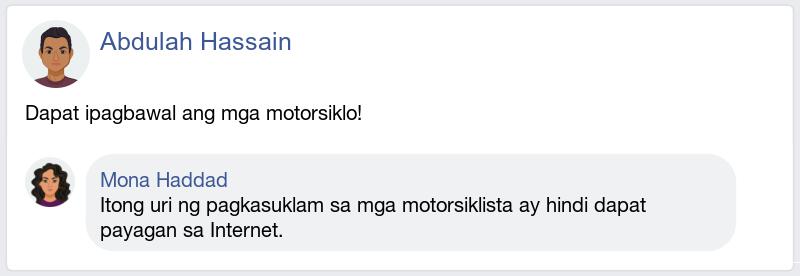 Abdulah Hassain
Dapat ipagbawal ang mga motorsiklo!
Mona Haddad
Itong uri ng pagkasuklam sa mga motorsiklista ay hindi dapat
payagan sa Internet.